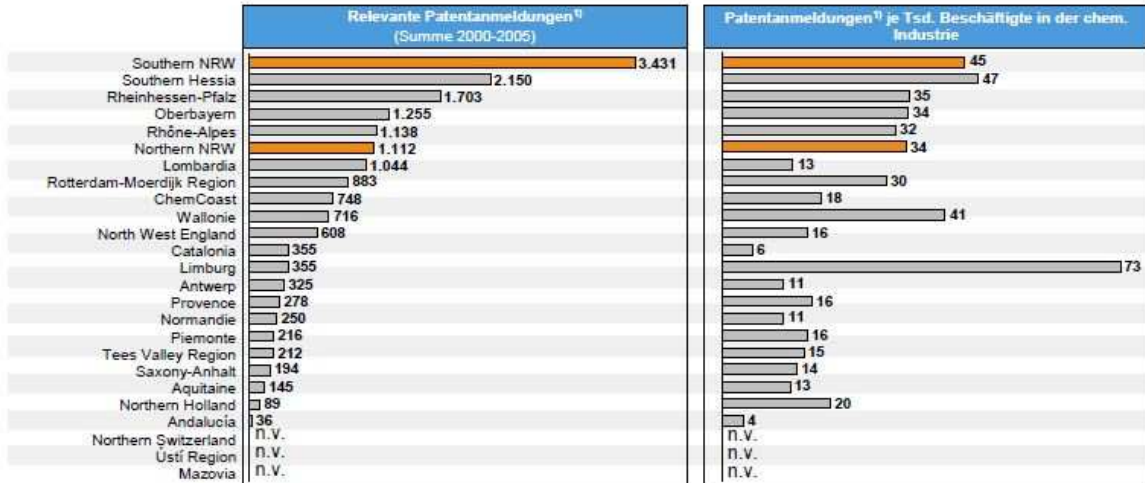 Relevante Patentanmeldungen1)
(Summe 2000-2005)
Patentanmeldungen1) je Tsd. Beschäftigte in der chem.
Industrie
Southern NRW 3.431 45
Southern Hessia 2.150 47
Rheinhessen-Pfalz 1.703 35
Oberbayern 1.255 34
Rhône-Alpes 1.138 32
Northern NRW 1.112 34
Lombardia 1.044 13
Rotterdam-Moerdijk Region 883 30
ChemCoast 748 18
Wallonie 716 41
North West England 608 16
Catalonia 355 6
Limburg 355 73
Antwerp 325 11
Provence 278 16
Normandie 250 11
Piemonte 216 16
Tees Valley Region 212 15
Saxony-Anhalt 194 14
Aquitaine 145 13
Northern Holland 89 20
Andalucía 36 4
Northern Switzerland n.v. n.v.
Ústí Region n.v. n.v.
Mazovia n.v. n.v.